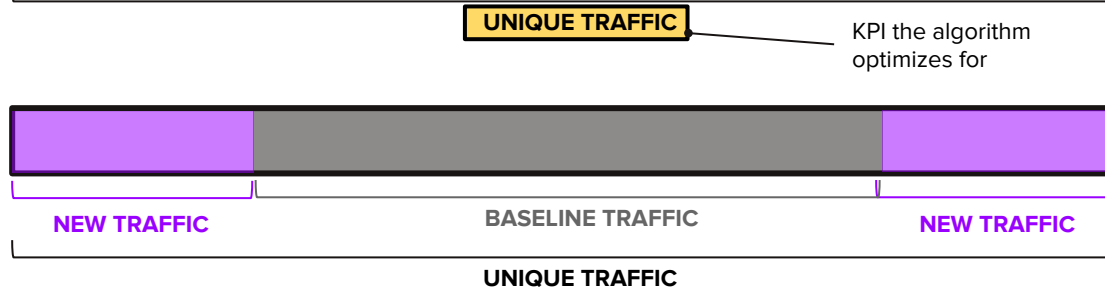 UNIQUE TRAFFIC
KPI the algorithm
optimizes for
NEW TRAFFIC
BASELINE TRAFFIC
NEW TRAFFIC
UNIQUE TRAFFIC